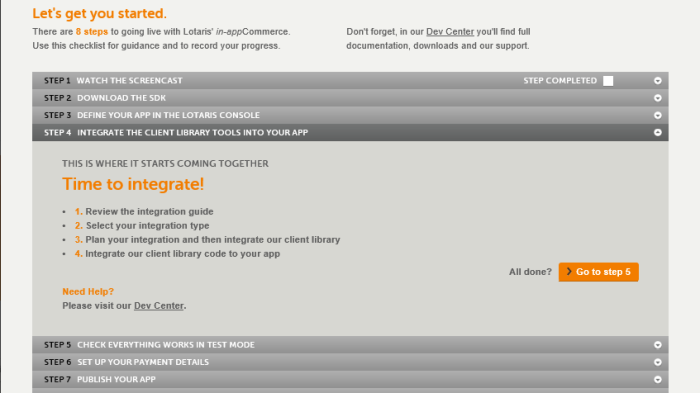 Let's get you started.
There are 8 steps to going live with Lotaris' in-appCommerce.
Use this checklist for guidance and to record your progress.
Don't forget, in our Dev Center you'll find full
documentation, downloads and our support.
STEP 1 WATCH THE SCREENCAST STEP COMPLETED
STEP 2 DOWNLOAD THE SDK
STEP 3 DEFINE YOUR APP IN THE LOTARIS CONSOLE
STEP 4 INTEGRATE THE CLIENT LIBRARY TOOLS INTO YOUR APP
THIS IS WHERE IT STARTS COMING TOGETHER
Time to integrate!
• 1. Review the integration guide
• 2. Select your integration type
• 3. Plan your integration and then integrate our client library
• 4. Integrate our client library code to your app
All done? > Go to step 5
Need Help?
Please visit our Dev Center.
STEP 5 CHECK EVERYTHING WORKS IN TEST MODE
STEP 6 SET UP YOUR PAYMENT DETAILS
STEP 7 PUBLISH YOUR APP